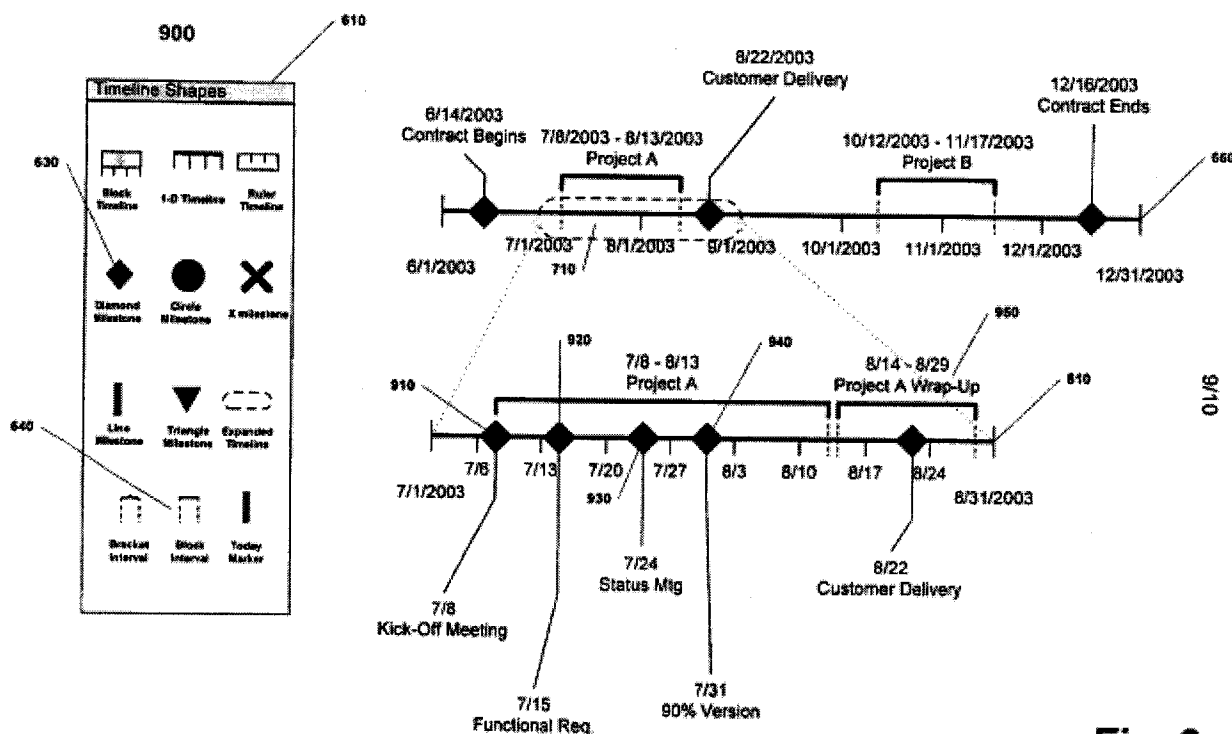 900
610
Timeline Shapes
630
Block Timeline
1-D Timeline
Ruler Timeline
Diamond Milestone
Circle Milestone
X milestone
Line Milestone
Triangle Milestone
Expanded Timeline
640
Bracket Interval
Block Interval
Today Marker
8/22/2003
Customer Delivery
12/16/2003
Contract Ends
6/14/2003
Contract Begins
7/8/2003 - 8/13/2003
Project A
10/12/2003 - 11/17/2003
Project B
660
6/1/2003
7/1/2003
8/1/2003
9/1/2003
10/1/2003
11/1/2003
12/1/2003
12/31/2003
710
910
920
7/8 - 8/13
Project A
940
950
8/14 - 8/29
Project A Wrap-Up
810
7/1/2003
7/6
7/13
7/20
7/27
8/3
8/10
8/17
8/24
8/31/2003
930
7/8
Kick-Off Meeting
7/15
Functional Req.
7/24
Status Mtg
7/31
90% Version
8/22
Customer Delivery
9/10